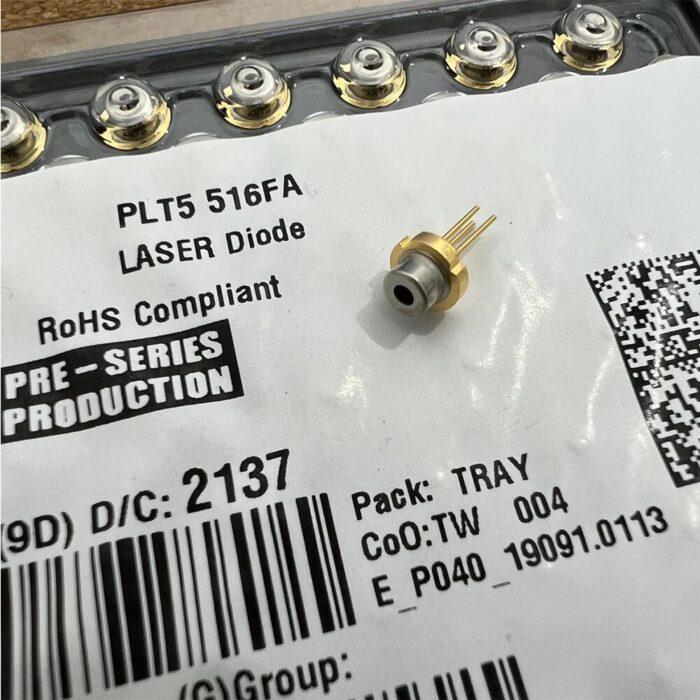 PLT5 516FA
LASER Diode
RoHS Compliant
PRE-SERIES
PRODUCTION
(9D) D/C: 2137
Pack: TRAY
CoO:TW 004
E_P040_19091.0113
(G)Group: